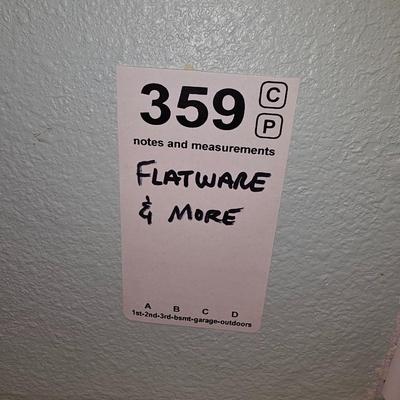 359 C
P
notes and measurements
FLATWARE
& MORE
A B C D
1st-2nd-3rd-bsmt-garage-outdoors